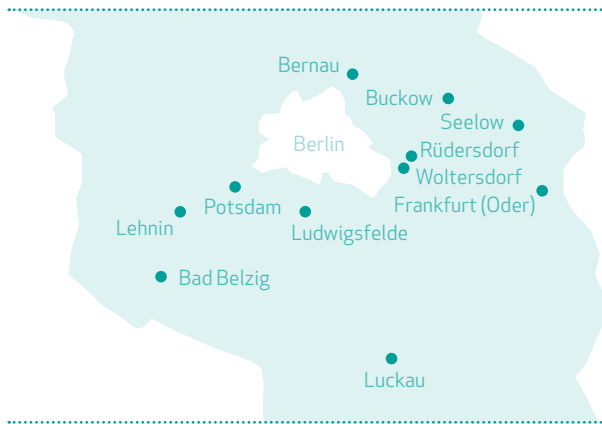 Bernau
Buckow
Seelow
Berlin
Rüdersdorf
Woltersdorf
Potsdam
Frankfurt (Oder)
Lehnin
Ludwigsfelde
Bad Belzig
Luckau